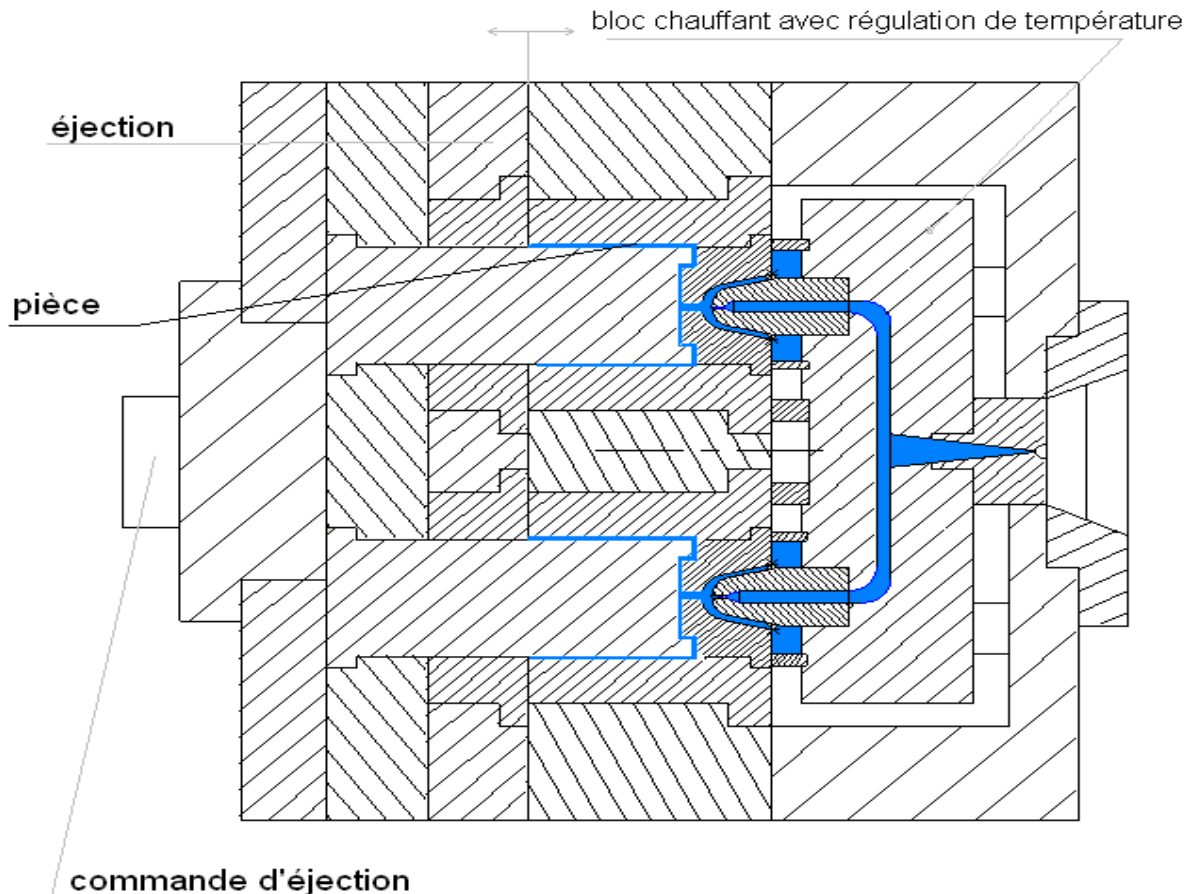 bloc chauffant avec régulation de température
éjection
pièce
commande d'éjection